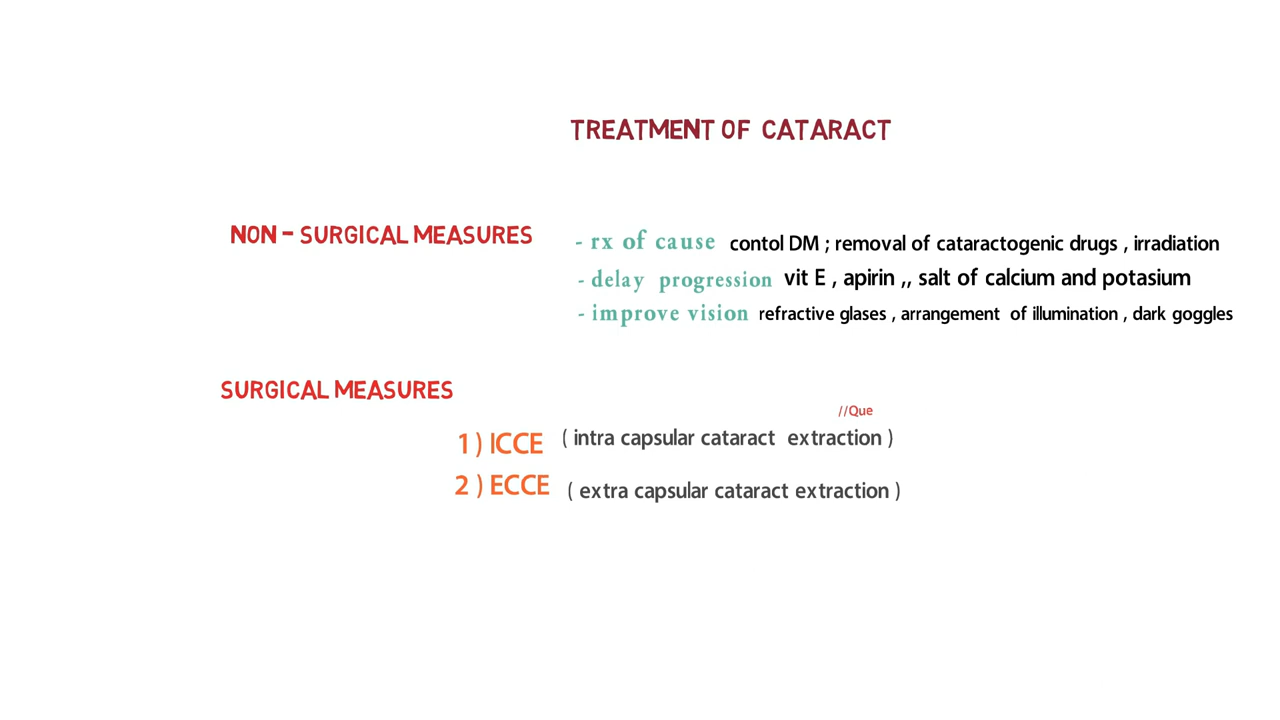 TREATMENT OF CATARACT
NON - SURGICAL MEASURES
- rx of cause contol DM ; removal of cataractogenic drugs , irradiation
- delay progression vit E , apirin ,, salt of calcium and potasium
- improve vision refractive glases , arrangement of illumination , dark goggles
SURGICAL MEASURES
//Que
1 ) ICCE ( intra capsular cataract extraction )
2 ) ECCE ( extra capsular cataract extraction )